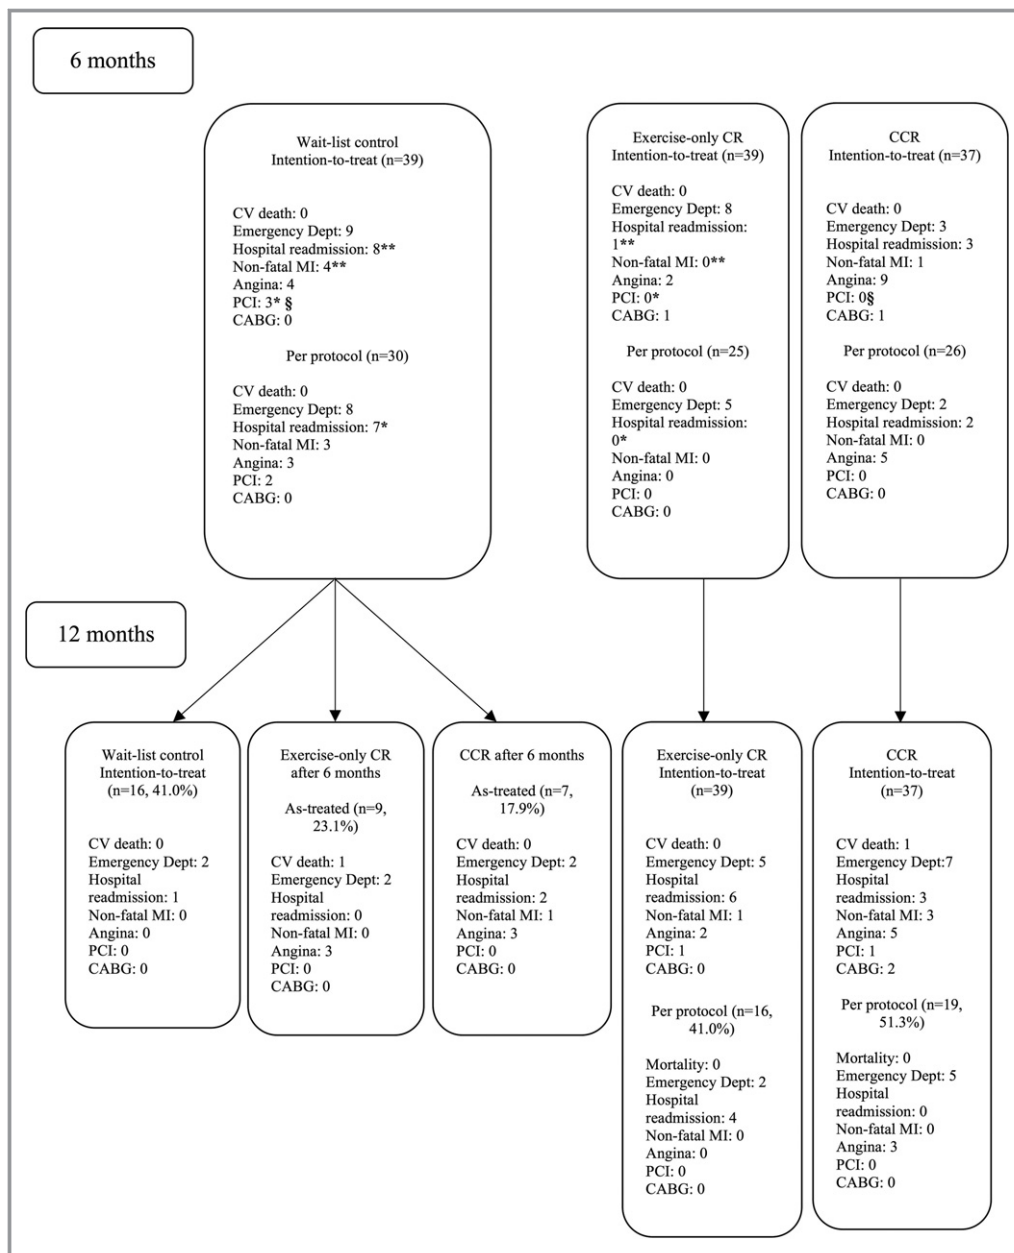 6 months
Wait-list control
Intention-to-treat (n=39)
CV death: 0
Emergency Dept: 9
Hospital readmission: 8**
Non-fatal MI: 4**
Angina: 4
PCI: 3* §
CABG: 0
Per protocol (n=30)
CV death: 0
Emergency Dept: 8
Hospital readmission: 7*
Non-fatal MI: 3
Angina: 3
PCI: 2
CABG: 0
Exercise-only CR
Intention-to-treat (n=39)
CV death: 0
Emergency Dept: 8
Hospital readmission:
1**
Non-fatal MI: 0**
Angina: 2
PCI: 0*
CABG: 1
Per protocol (n=25)
CV death: 0
Emergency Dept: 5
Hospital readmission:
0*
Non-fatal MI: 0
Angina: 0
PCI: 0
CABG: 0
CCR
Intention-to-treat (n=37)
CV death: 0
Emergency Dept: 3
Hospital readmission: 3
Non-fatal MI: 1
Angina: 9
PCI: 0§
CABG: 1
Per protocol (n=26)
CV death: 0
Emergency Dept: 2
Hospital readmission: 2
Non-fatal MI: 0
Angina: 5
PCI: 0
CABG: 0
12 months
Wait-list control
Intention-to-treat
(n=16, 41.0%)
CV death: 0
Emergency Dept: 2
Hospital
readmission: 1
Non-fatal MI: 0
Angina: 0
PCI: 0
CABG: 0
Exercise-only CR
after 6 months
As-treated (n=9,
23.1%)
CV death: 1
Emergency Dept: 2
Hospital
readmission: 0
Non-fatal MI: 0
Angina: 3
PCI: 0
CABG: 0
CCR after 6 months
As-treated (n=7,
17.9%)
CV death: 0
Emergency Dept: 2
Hospital
readmission: 2
Non-fatal MI: 1
Angina: 3
PCI: 0
CABG: 0
Exercise-only CR
Intention-to-treat
(n=39)
CV death: 0
Emergency Dept: 5
Hospital
readmission: 6
Non-fatal MI: 1
Angina: 2
PCI: 1
CABG: 0
Per protocol (n=16,
41.0%)
Mortality: 0
Emergency Dept: 2
Hospital
readmission: 4
Non-fatal MI: 0
Angina: 0
PCI: 0
CABG: 0
CCR
Intention-to-treat
(n=37)
CV death: 1
Emergency Dept:7
Hospital
readmission: 3
Non-fatal MI: 3
Angina: 5
PCI: 1
CABG: 2
Per protocol (n=19,
51.3%)
Mortality: 0
Emergency Dept: 5
Hospital
readmission: 0
Non-fatal MI: 0
Angina: 3
PCI: 0
CABG: 0